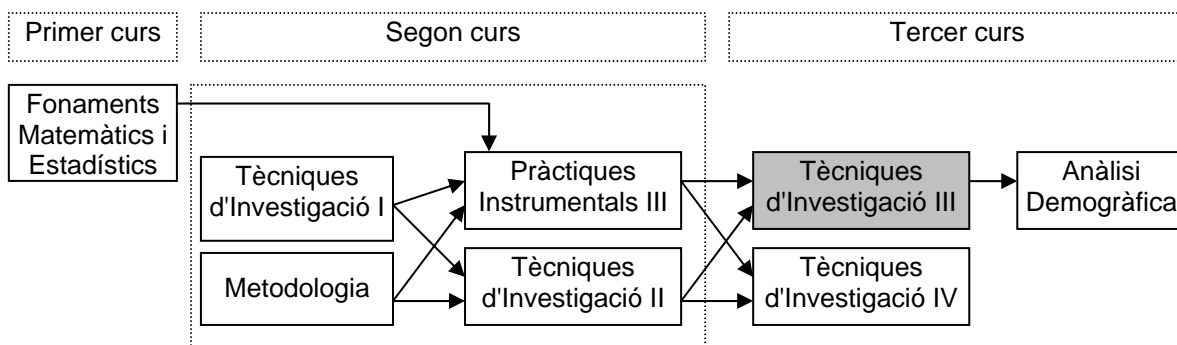 Primer curs
Segon curs
Tercer curs
Fonaments
Matemàtics i
Estadístics
Tècniques
d'Investigació I
Metodologia
Pràctiques
Instrumentals III
Tècniques
d'Investigació II
Tècniques
d'Investigació III
Tècniques
d'Investigació IV
Anàlisi
Demogràfica